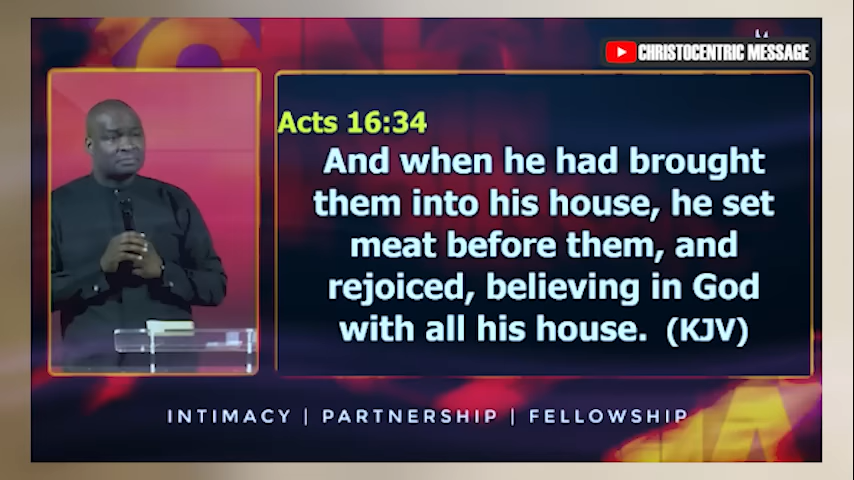 CHRISTOCENTRIC MESSAGE
Acts 16:34
And when he had brought
them into his house, he set
meat before them, and
rejoiced, believing in God
with all his house. (KJV)
INTIMACY | PARTNERSHIP | FELLOWSHIP